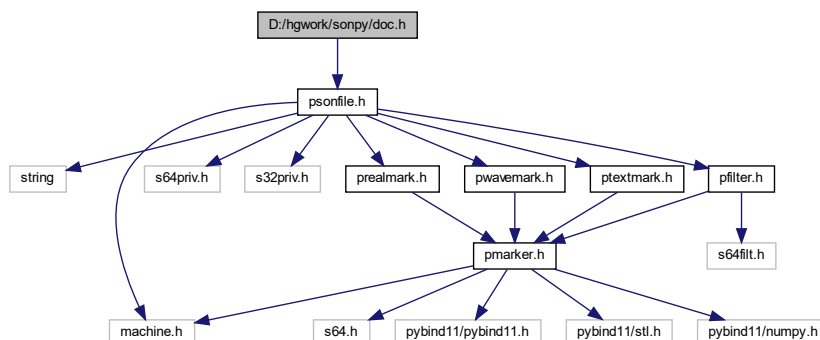 D:/hgwork/sonpy/doc.h
psonfile.h
string
s64priv.h
s32priv.h
prealmark.h
pwavemark.h
ptextmark.h
pfilter.h
pmarker.h
s64filt.h
machine.h
s64.h
pybind11/pybind11.h
pybind11/stl.h
pybind11/numpy.h